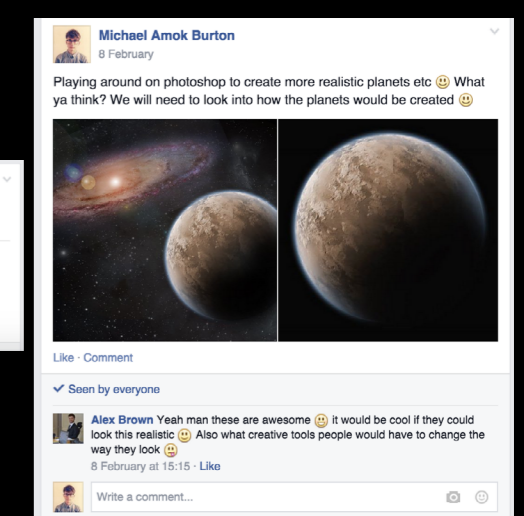 Michael Amok Burton
8 February
Playing around on photoshop to create more realistic planets etc 😃 What
ya think? We will need to look into how the planets would be created 😃
Like · Comment
✔ Seen by everyone
Alex Brown Yeah man these are awesome 😃 it would be cool if they could
look this realistic 😃 Also what creative tools people would have to change the
way they look 😛
8 February at 15:15 · Like
Write a comment...